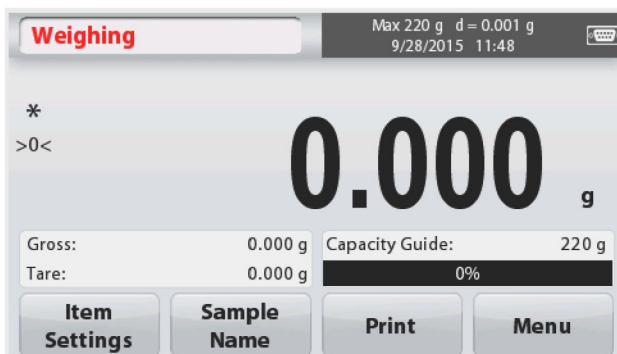 Weighing
Max 220 g d = 0.001 g
9/28/2015 11:48
*
>0<
0.000 g
Gross: 0.000 g
Tare: 0.000 g
Capacity Guide: 220 g
0%
Item
Settings
Sample
Name
Print
Menu